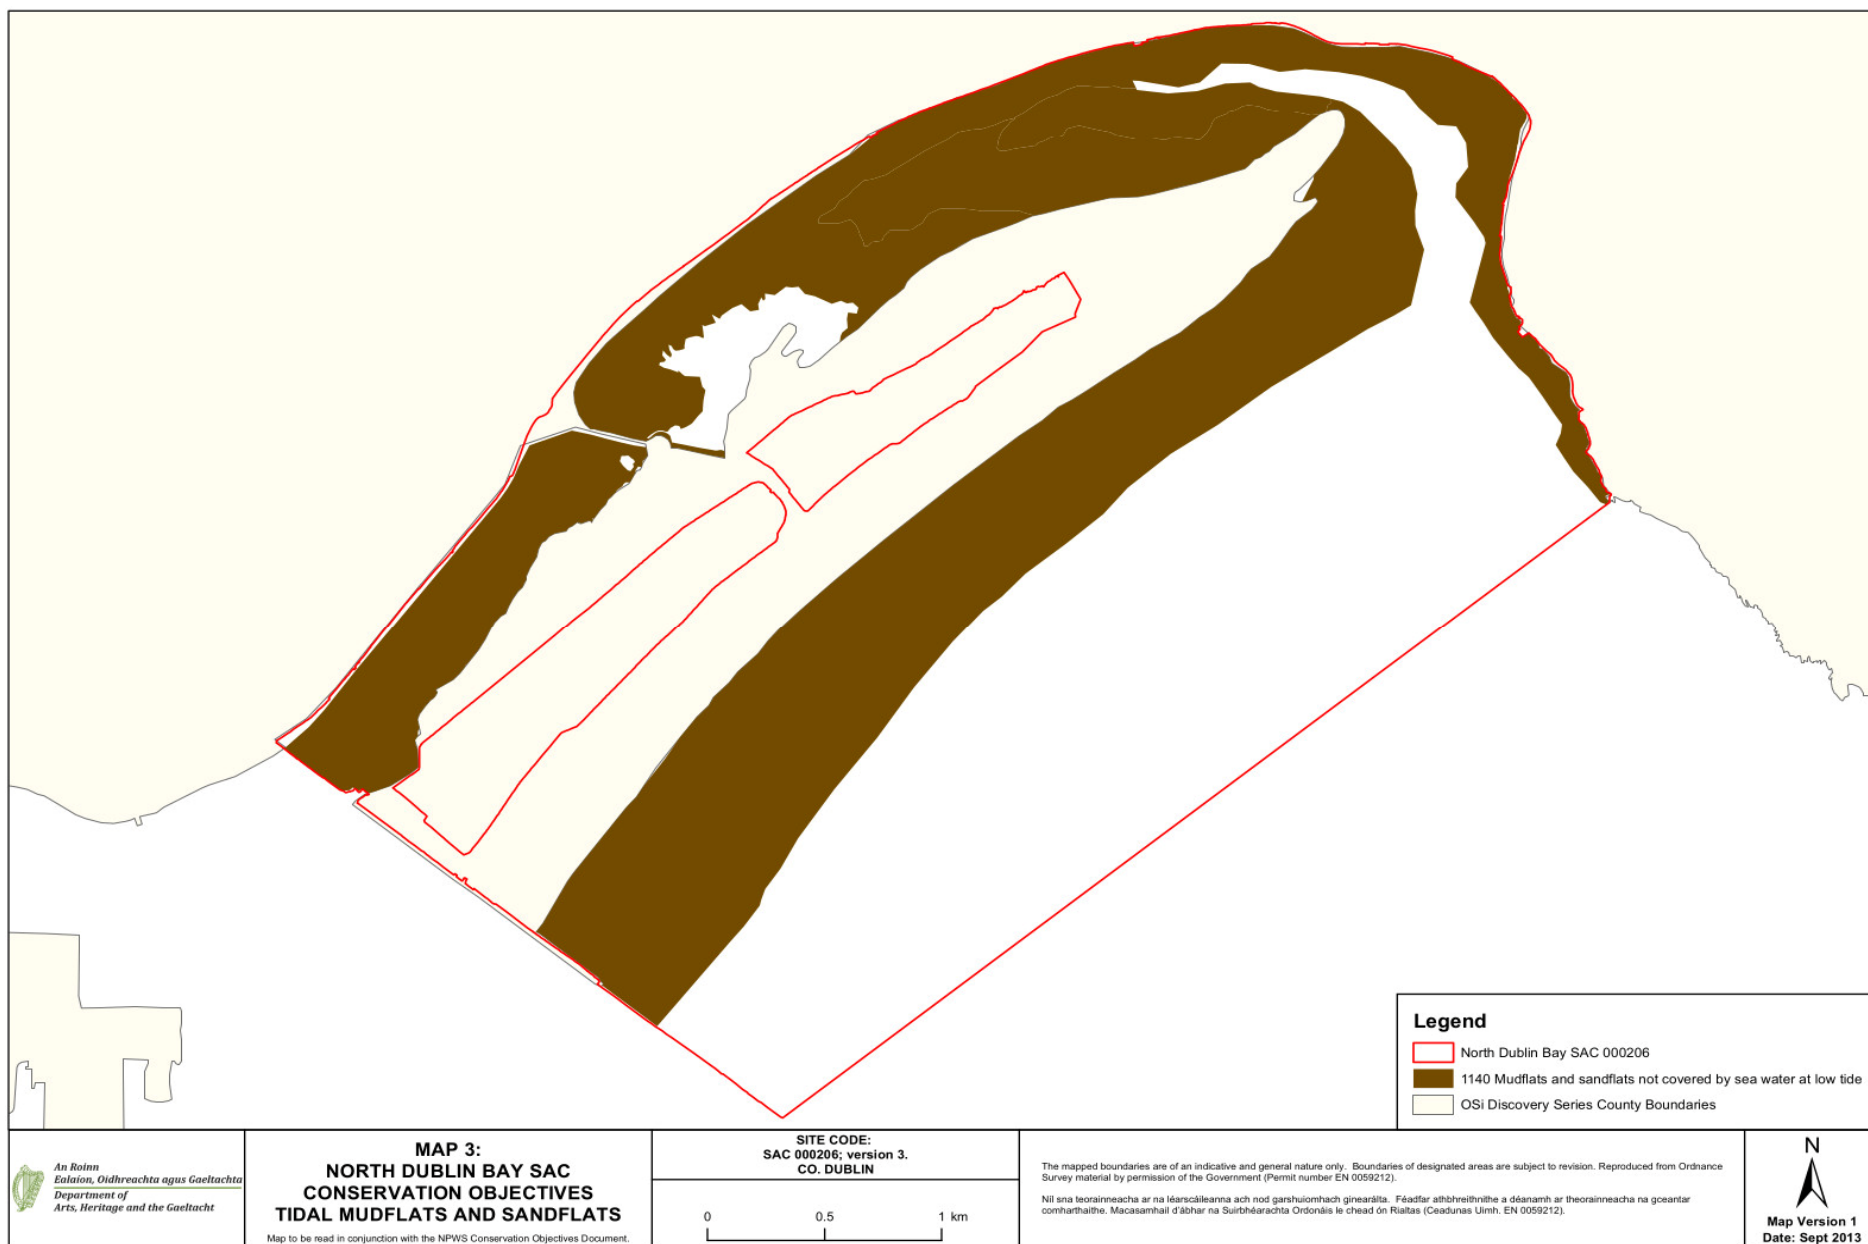 Legend
North Dublin Bay SAC 000206
1140 Mudflats and sandflats not covered by sea water at low tide
OSi Discovery Series County Boundaries
An Roinn
Ealaíon, Oidhreachta agus Gaeltachta
Department of
Arts, Heritage and the Gaeltacht
MAP 3:
NORTH DUBLIN BAY SAC
CONSERVATION OBJECTIVES
TIDAL MUDFLATS AND SANDFLATS
Map to be read in conjunction with the NPWS Conservation Objectives Document.
SITE CODE:
SAC 000206; version 3.
CO. DUBLIN
0 0.5 1 km
The mapped boundaries are of an indicative and general nature only. Boundaries of designated areas are subject to revision. Reproduced from Ordnance
Survey material by permission of the Government (Permit number EN 0059212).
Níl sna teorainneacha ar na léarscáileanna ach nod garshuiomhach ginearálta. Féadfar athbhreithnithe a déanamh ar theorainneacha na gceantar
comharthaithe. Macasamhail d'ábhar na Suirbhéarachta Ordonáis le chead ón Rialtas (Ceadunas Uimh. EN 0059212).
N
Map Version 1
Date: Sept 2013